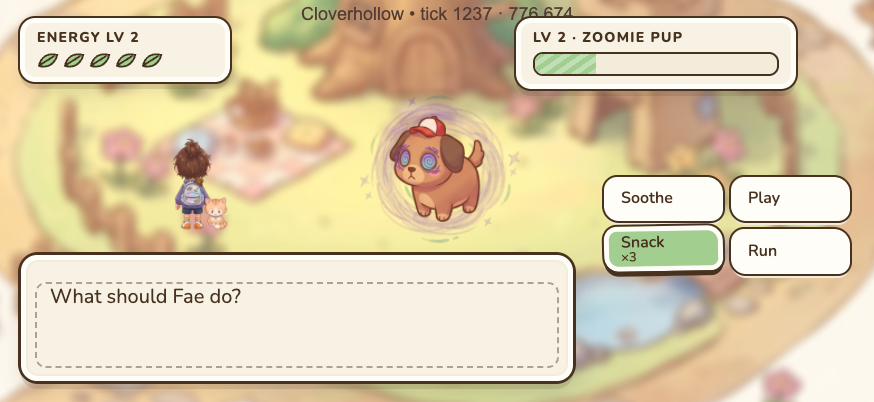 Cloverhollow • tick 1237 · 776,674
ENERGY LV 2
LV 2 · ZOOMIE PUP
Soothe
Play
Snack
×3
Run
What should Fae do?